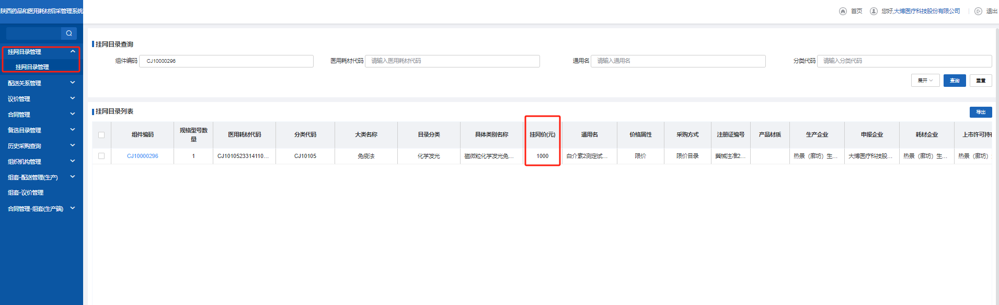 陕西药品和医用耗材招采管理系统
首页 您好,大博医疗科技股份有限公司 退出
挂网目录管理
挂网目录管理
配送关系管理
议价管理
合同管理
备选目录管理
历史采购查询
组织机构管理
组套-配送管理(生产)
组套-议价管理
合同管理-组套(生产端)
挂网目录查询
组件编码 CJ10000296 医用耗材代码 请输入医用耗材代码 通用名 请输入通用名 分类代码 请输入分类代码
展开 查询 重置
挂网目录列表 导出
组件编码 规格型号数量 医用耗材代码 分类代码 大类名称 目录分类 具体类别名称 挂网价(元) 通用名 价格属性 采购方式 注册证编号 产品材质 生产企业 申报企业 耗材企业 上市许可持
CJ10000296 1 CJ1010523314110... CJ10105 免疫法 化学发光 磁微粒化学发光免... 1000 白介素2测定试... 限价 限价目录 冀械注准2... 热景（廊坊）生... 大博医疗科技股... 热景（廊坊）生... 热景（廊坊）